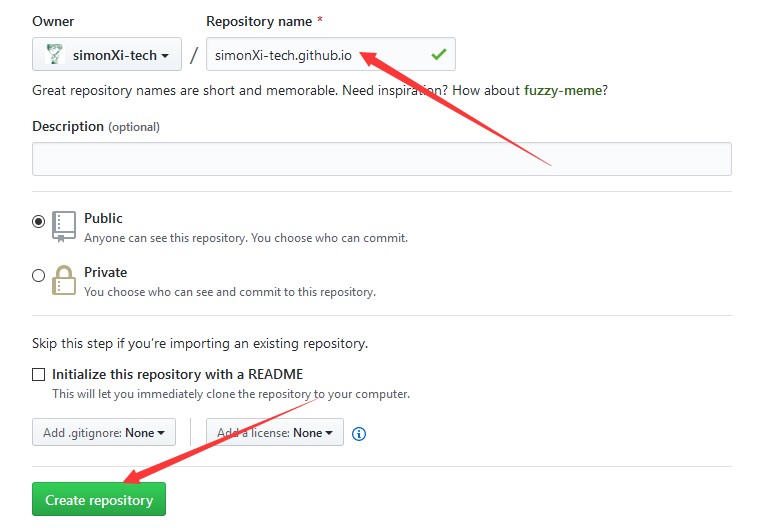 Owner
Repository name *
simonXi-tech
/
simonXi-tech.github.io
Great repository names are short and memorable. Need inspiration? How about fuzzy-meme?
Description (optional)
Public
Anyone can see this repository. You choose who can commit.
Private
You choose who can see and commit to this repository.
Skip this step if you’re importing an existing repository.
Initialize this repository with a README
This will let you immediately clone the repository to your computer.
Add .gitignore: None
Add a license: None
Create repository